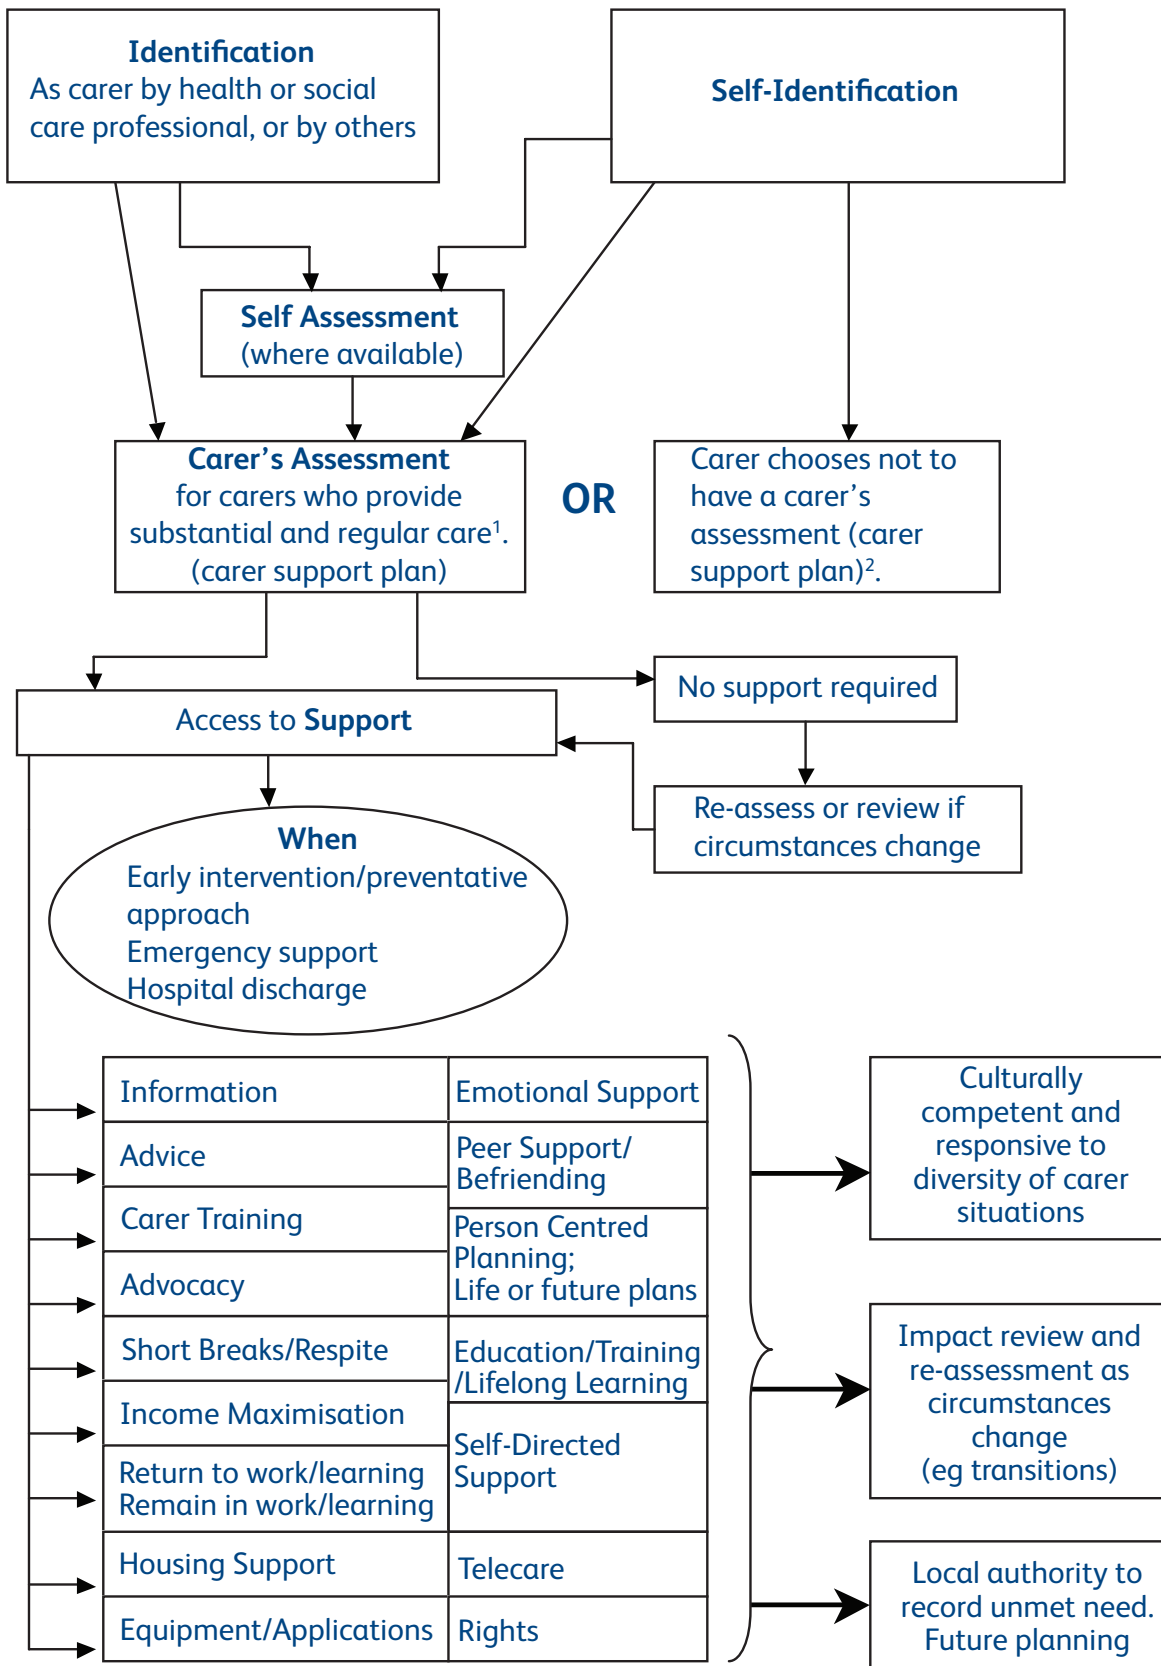 Identification
As carer by health or social
care professional, or by others
Self-Identification
Self Assessment
(where available)
Carer's Assessment
for carers who provide
substantial and regular care¹.
(carer support plan)
OR
Carer chooses not to
have a carer's
assessment (carer
support plan)².
No support required
Access to Support
Re-assess or review if
circumstances change
When
Early intervention/preventative
approach
Emergency support
Hospital discharge
Information
Advice
Carer Training
Advocacy
Short Breaks/Respite
Income Maximisation
Return to work/learning
Remain in work/learning
Housing Support
Equipment/Applications
Emotional Support
Peer Support/
Befriending
Person Centred
Planning;
Life or future plans
Education/Training
/Lifelong Learning
Self-Directed
Support
Telecare
Rights
Culturally
competent and
responsive to
diversity of carer
situations
Impact review and
re-assessment as
circumstances
change
(eg transitions)
Local authority to
record unmet need.
Future planning